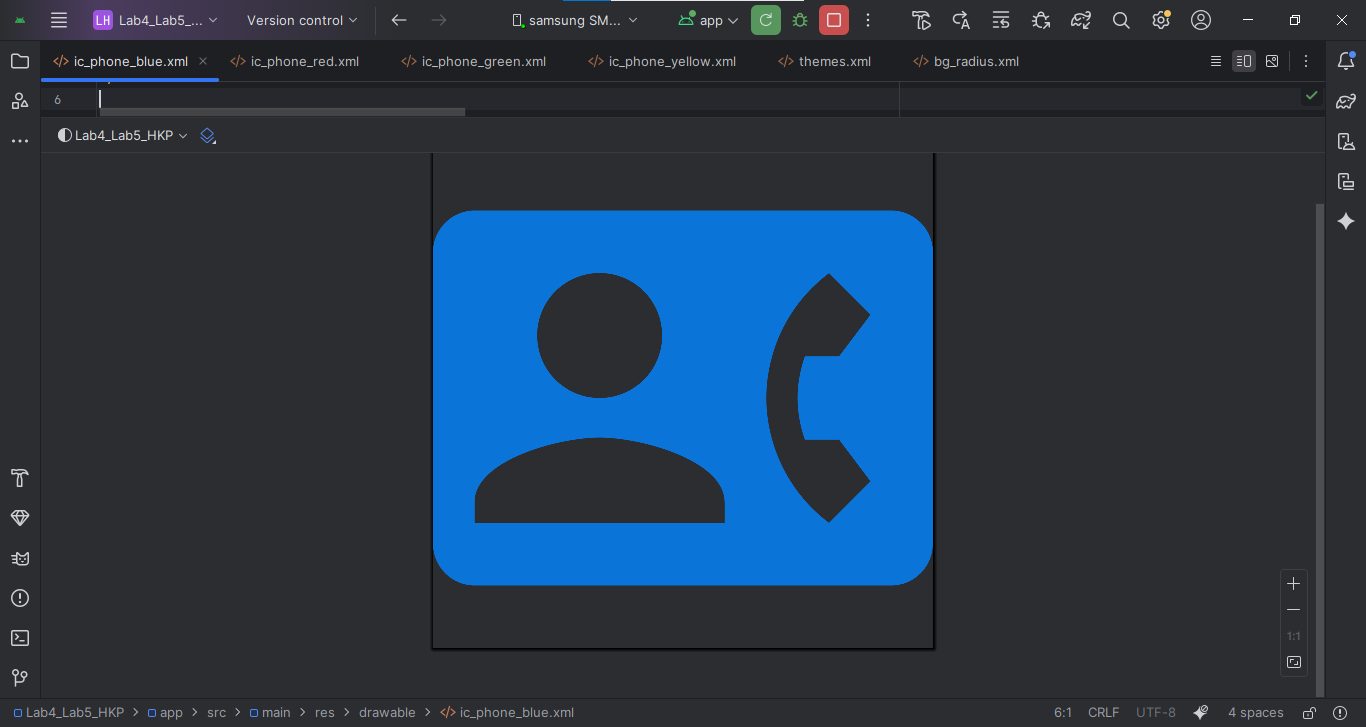 LH Lab4_Lab5_... Version control samsung SM... app
ic_phone_blue.xml ic_phone_red.xml ic_phone_green.xml ic_phone_yellow.xml themes.xml bg_radius.xml
6
Lab4_Lab5_HKP
1:1
Lab4_Lab5_HKP app src main res drawable ic_phone_blue.xml 6:1 CRLF UTF-8 4 spaces